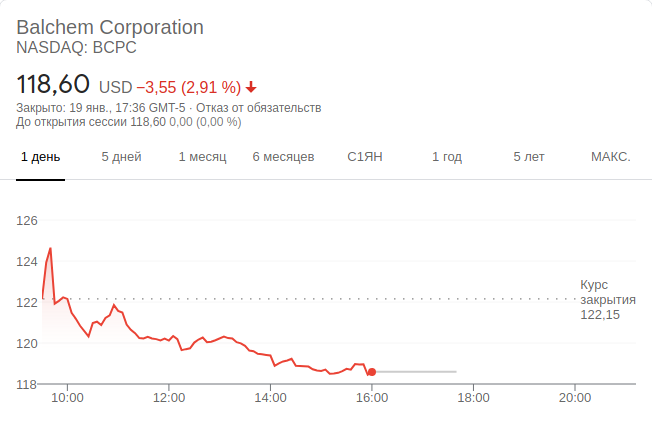 Balchem Corporation
NASDAQ: BCPC
118,60 USD −3,55 (2,91 %)
Закрыто: 19 янв., 17:36 GMT-5 · Отказ от обязательств
До открытия сессии 118,60 0,00 (0,00 %)
1 день 5 дней 1 месяц 6 месяцев С1ЯН 1 год 5 лет МАКС.
126
124
122
120
118
Курс
закрытия
122,15
10:00 12:00 14:00 16:00 18:00 20:00